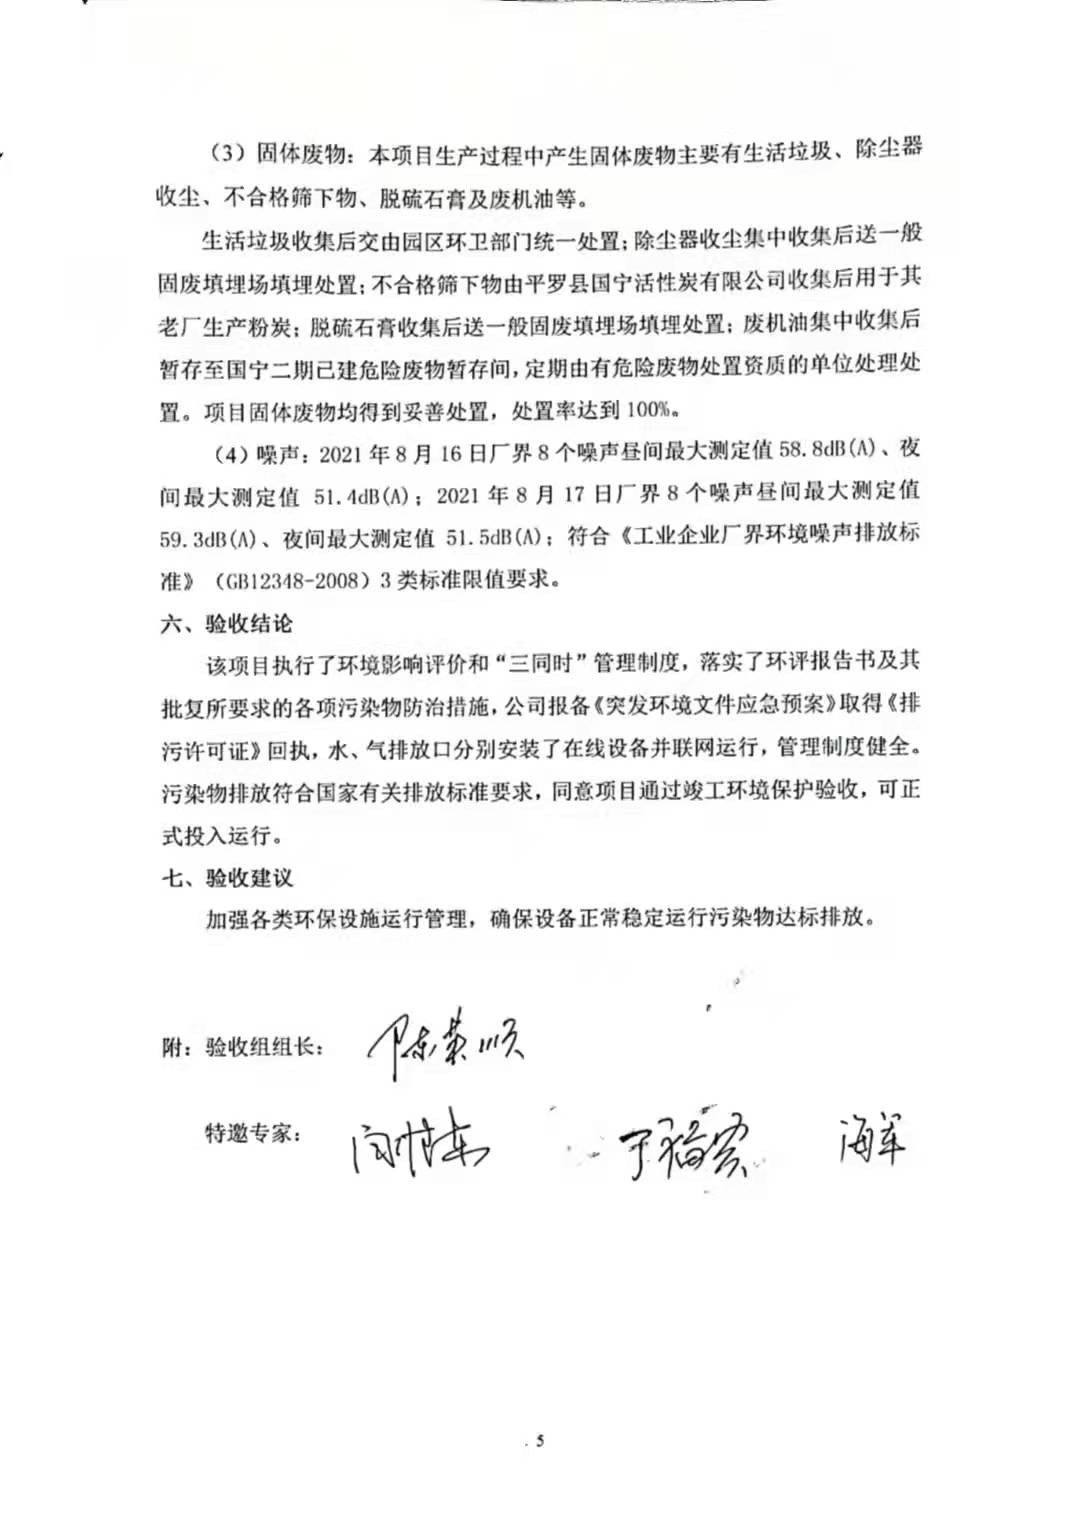 （3）固体废物：本项目生产过程中产生固体废物主要有生活垃圾、除尘器
收尘、不合格筛下物、脱硫石膏及废机油等。
生活垃圾收集后交由园区环卫部门统一处置；除尘器收尘集中收集后送一般
固废填埋场填埋处置；不合格筛下物由平罗县国宁活性炭有限公司收集后用于其
老厂生产粉炭；脱硫石膏收集后送一般固废填埋场填埋处置；废机油集中收集后
暂存至国宁二期已建危险废物暂存间，定期由有危险废物处置资质的单位处理处
置。项目固体废物均得到妥善处置，处置率达到 100%。
（4）噪声：2021 年 8 月 16 日厂界 8 个噪声昼间最大测定值 58.8dB(A)、夜
间最大测定值 51.4dB(A)；2021 年 8 月 17 日厂界 8 个噪声昼间最大测定值
59.3dB(A)、夜间最大测定值 51.5dB(A)；符合《工业企业厂界环境噪声排放标
准》（GB12348-2008）3 类标准限值要求。
六、验收结论
该项目执行了环境影响评价和“三同时”管理制度，落实了环评报告书及其
批复所要求的各项污染物防治措施，公司报备《突发环境文件应急预案》取得《排
污许可证》回执，水、气排放口分别安装了在线设备并联网运行，管理制度健全。
污染物排放符合国家有关排放标准要求，同意项目通过竣工环境保护验收，可正
式投入运行。
七、验收建议
加强各类环保设施运行管理，确保设备正常稳定运行污染物达标排放。
附：验收组组长：
特邀专家： 海军
5